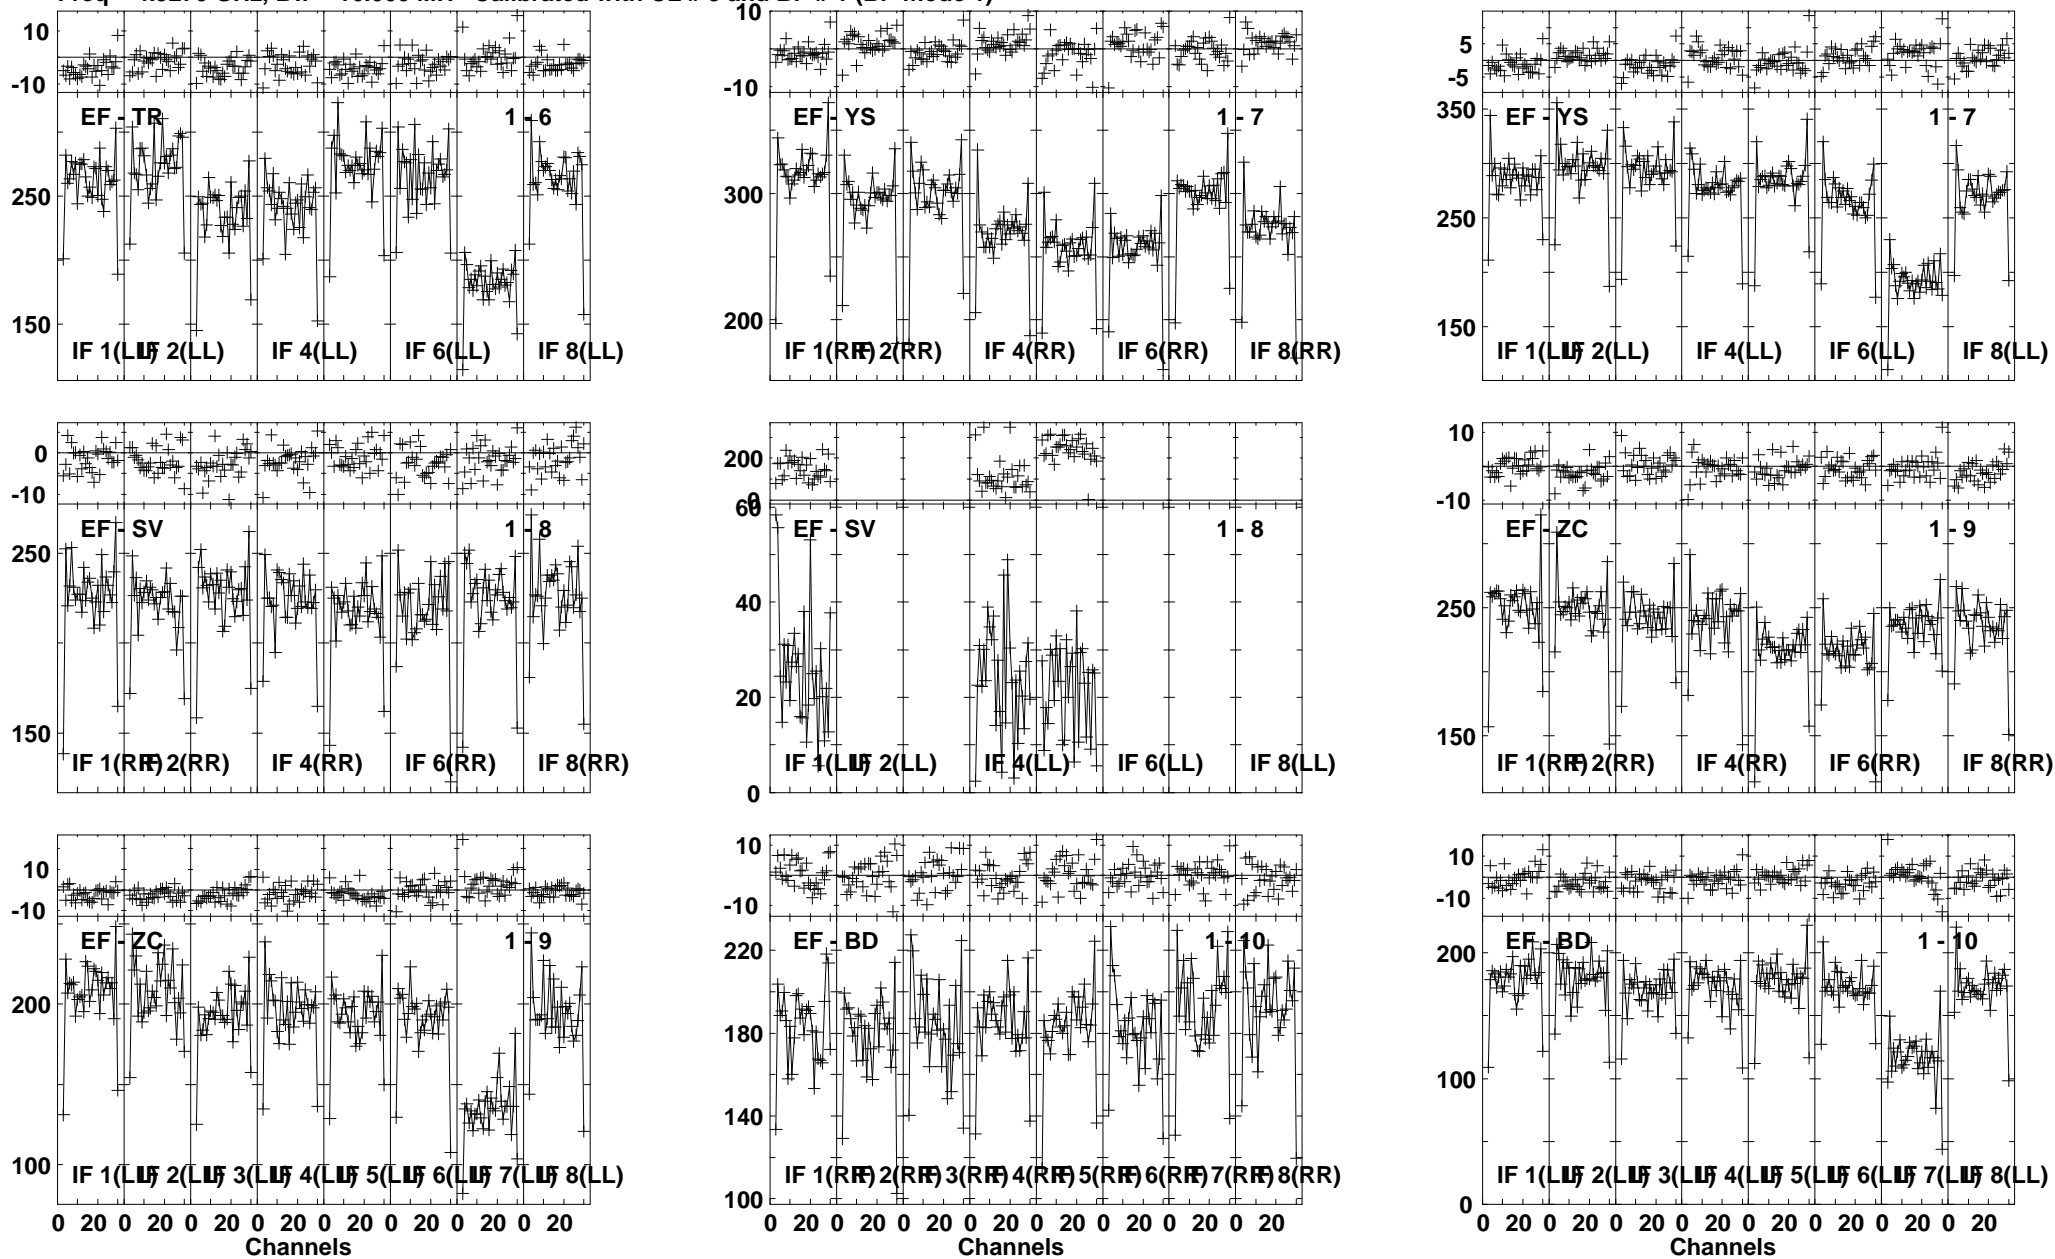 10 10 5
-10 -10 -5
EF - TR 1 - 6 EF - YS 1 - 7 EF - YS 1 - 7
350
250 300 250
150 200 150
IF 1(LL) IF 2(LL) IF 4(LL) IF 6(LL) IF 8(LL) IF 1(RR) IF 2(RR) IF 4(RR) IF 6(RR) IF 8(RR) IF 1(LL) IF 2(LL) IF 4(LL) IF 6(LL) IF 8(LL)
0 200 10
-10 0 -10
60
EF - SV 1 - 8 EF - SV 1 - 8 EF - ZC 1 - 9
250 40 250
150 20 150
IF 1(RR) IF 2(RR) IF 4(RR) IF 6(RR) IF 8(RR) IF 1(LL) IF 2(LL) IF 4(LL) IF 6(LL) IF 8(LL) IF 1(RR) IF 2(RR) IF 4(RR) IF 6(RR) IF 8(RR)
0
10 10 10
-10 -10 -10
EF - ZC 1 - 9 EF - BD 1 - 10 EF - BD 1 - 10
200 220 200
180
100 140 100
IF 1(LL) IF 2(LL) IF 3(LL) IF 4(LL) IF 5(LL) IF 6(LL) IF 7(LL) IF 8(LL) IF 1(RR) IF 2(RR) IF 3(RR) IF 4(RR) IF 5(RR) IF 6(RR) IF 7(RR) IF 8(RR) IF 1(LL) IF 2(LL) IF 3(LL) IF 4(LL) IF 5(LL) IF 6(LL) IF 7(LL) IF 8(LL)
100 0
0 20 0 20 0 20 0 20 0 20 0 20 0 20 0 20 0 20 0 20 0 20 0 20 0 20 0 20 0 20 0 20 0 20 0 20 0 20 0 20 0 20 0 20 0 20 0 20
Channels Channels Channels